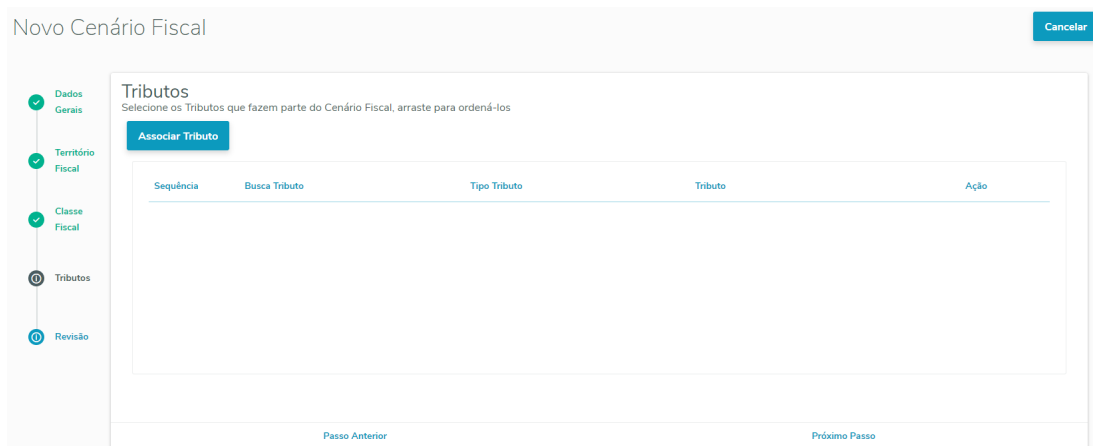 Novo Cenário Fiscal
Cancelar
Dados
Gerais
Território
Fiscal
Classe
Fiscal
Tributos
Revisão
Tributos
Selecione os Tributos que fazem parte do Cenário Fiscal, arraste para ordená-los
Associar Tributo
Sequência Busca Tributo Tipo Tributo Tributo Ação
Passo Anterior Próximo Passo